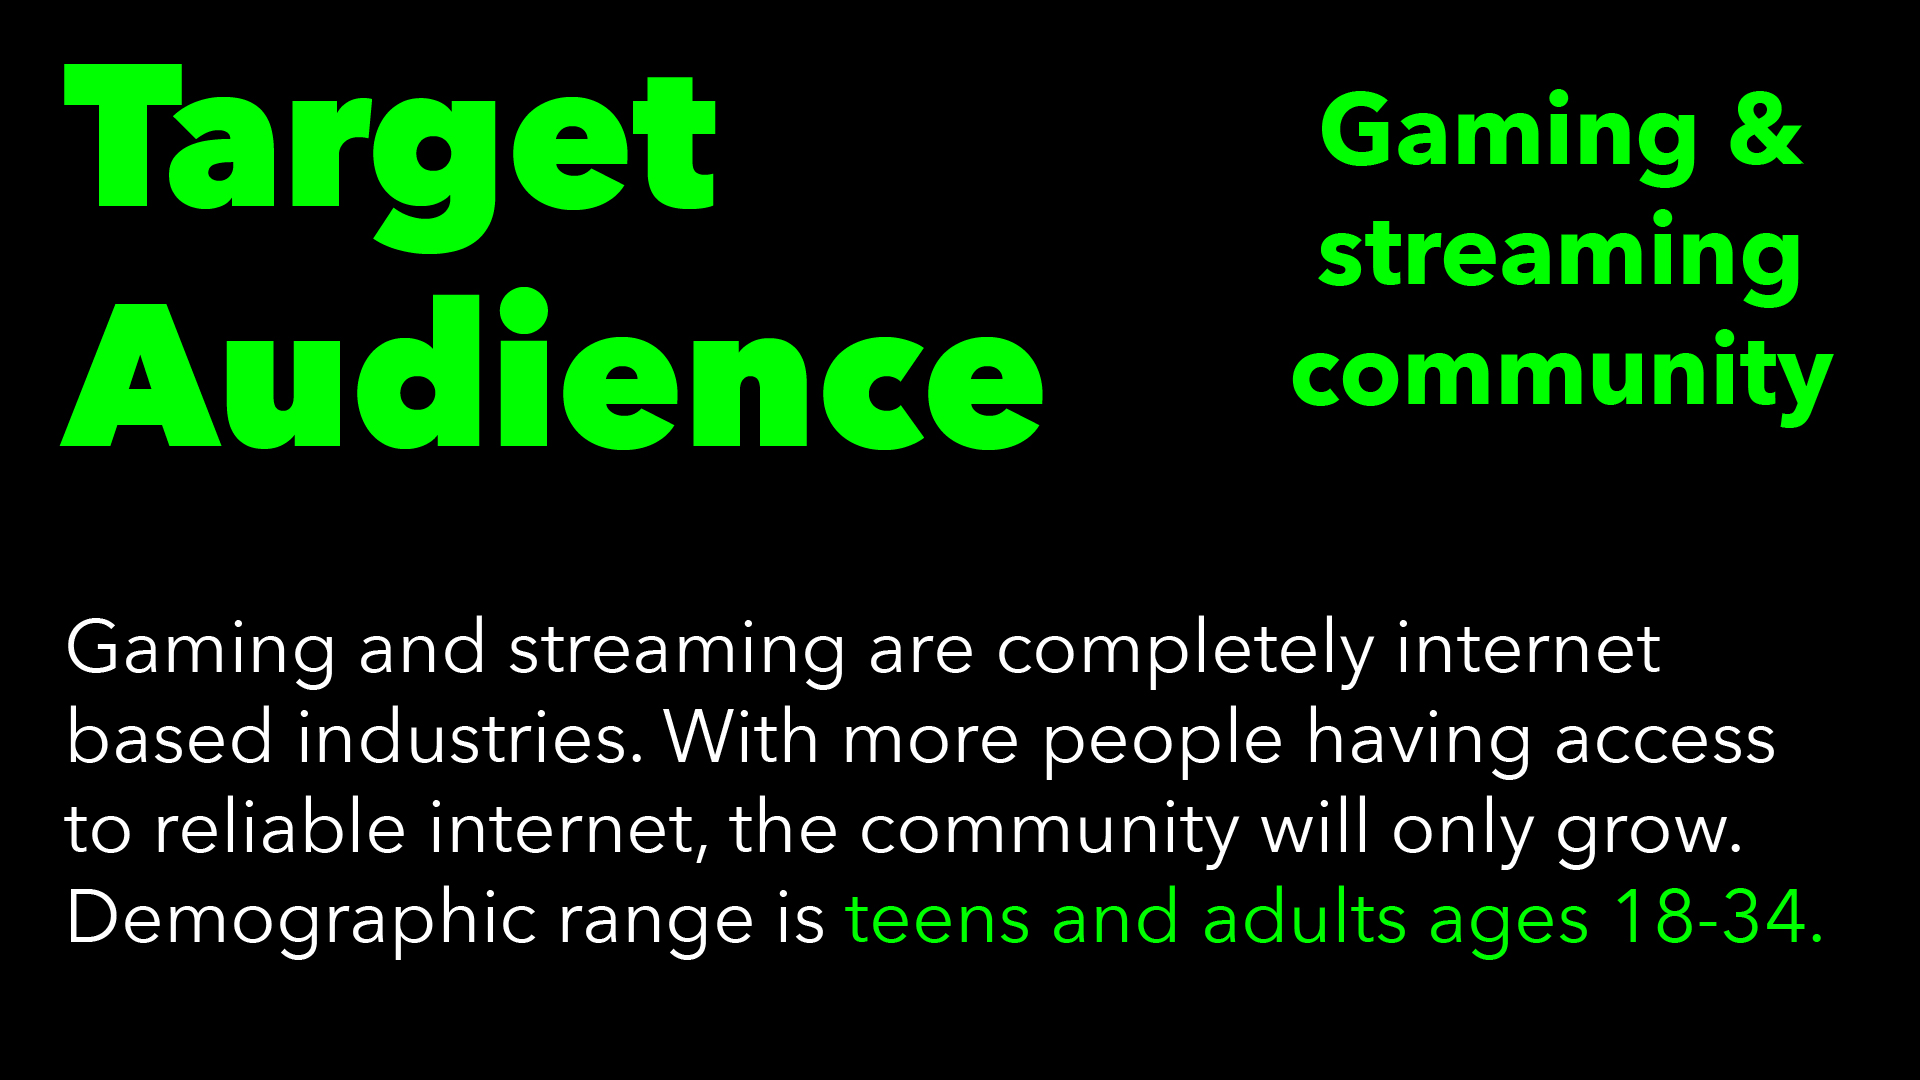 Target
Audience
Gaming &
streaming
community
Gaming and streaming are completely internet
based industries. With more people having access
to reliable internet, the community will only grow.
Demographic range is teens and adults ages 18-34.